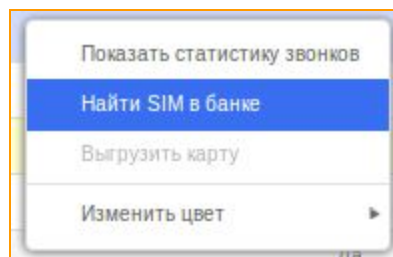 Показать статистику звонков
Найти SIM в банке
Выгрузить карту
Изменить цвет